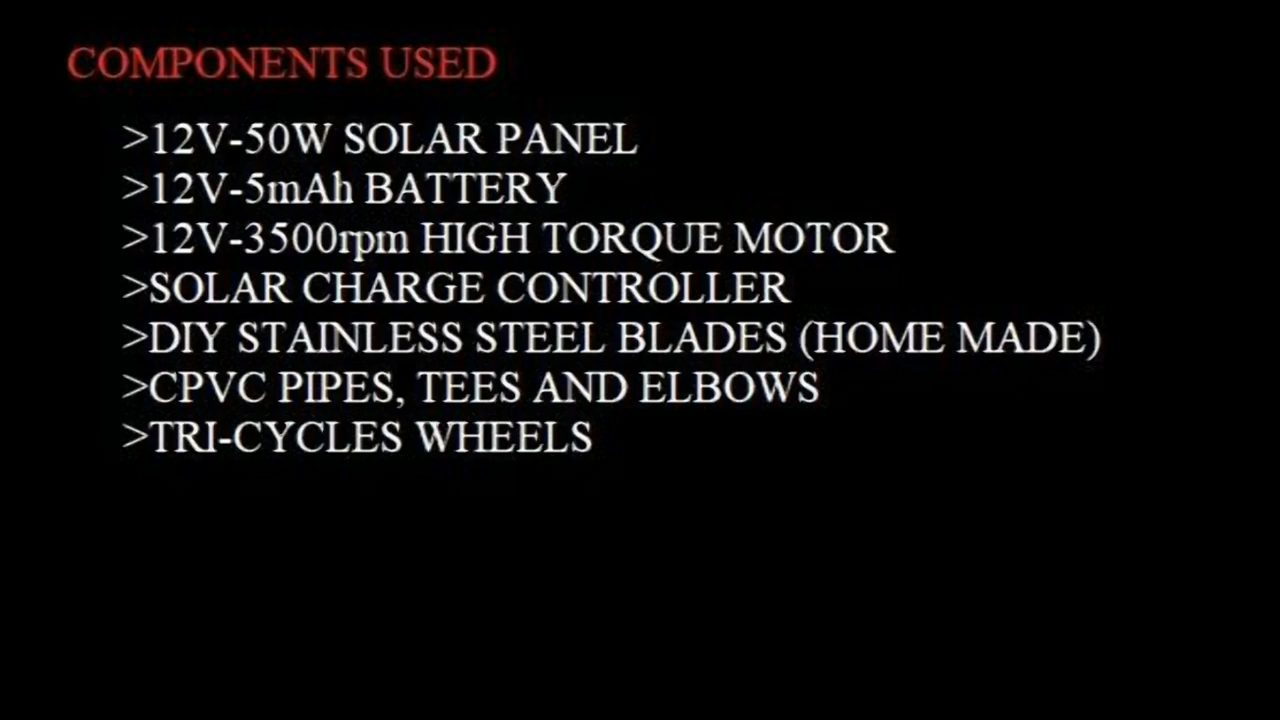 COMPONENTS USED
>12V-50W SOLAR PANEL
>12V-5mAh BATTERY
>12V-3500rpm HIGH TORQUE MOTOR
>SOLAR CHARGE CONTROLLER
>DIY STAINLESS STEEL BLADES (HOME MADE)
>CPVC PIPES, TEES AND ELBOWS
>TRI-CYCLES WHEELS